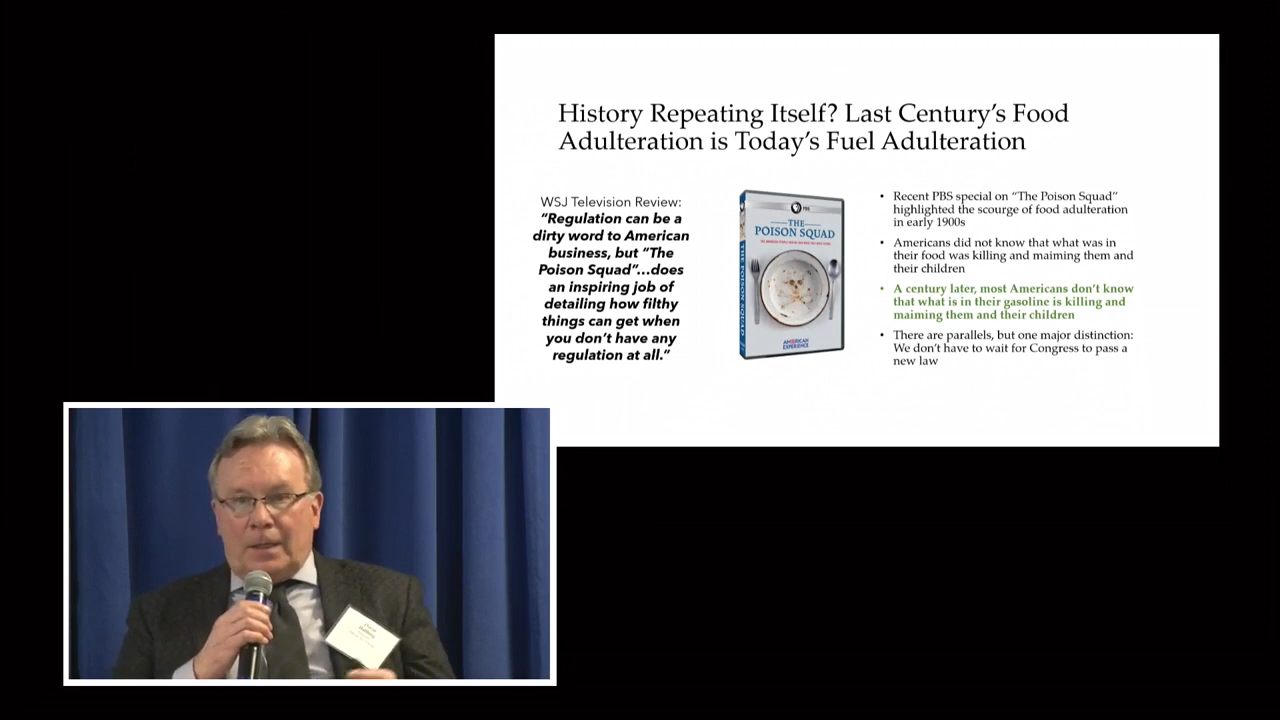 History Repeating Itself? Last Century’s Food
Adulteration is Today’s Fuel Adulteration
WSJ Television Review:
“Regulation can be a
dirty word to American
business, but “The
Poison Squad”...does
an inspiring job of
detailing how filthy
things can get when
you don’t have any
regulation at all.”
PBS
THE
POISON SQUAD
THE POISON SQUAD
AMERICAN
EXPERIENCE
• Recent PBS special on “The Poison Squad”
highlighted the scourge of food adulteration
in early 1900s
• Americans did not know that what was in
their food was killing and maiming them and
their children
• A century later, most Americans don’t know
that what is in their gasoline is killing and
maiming them and their children
• There are parallels, but one major distinction:
We don’t have to wait for Congress to pass a
new law